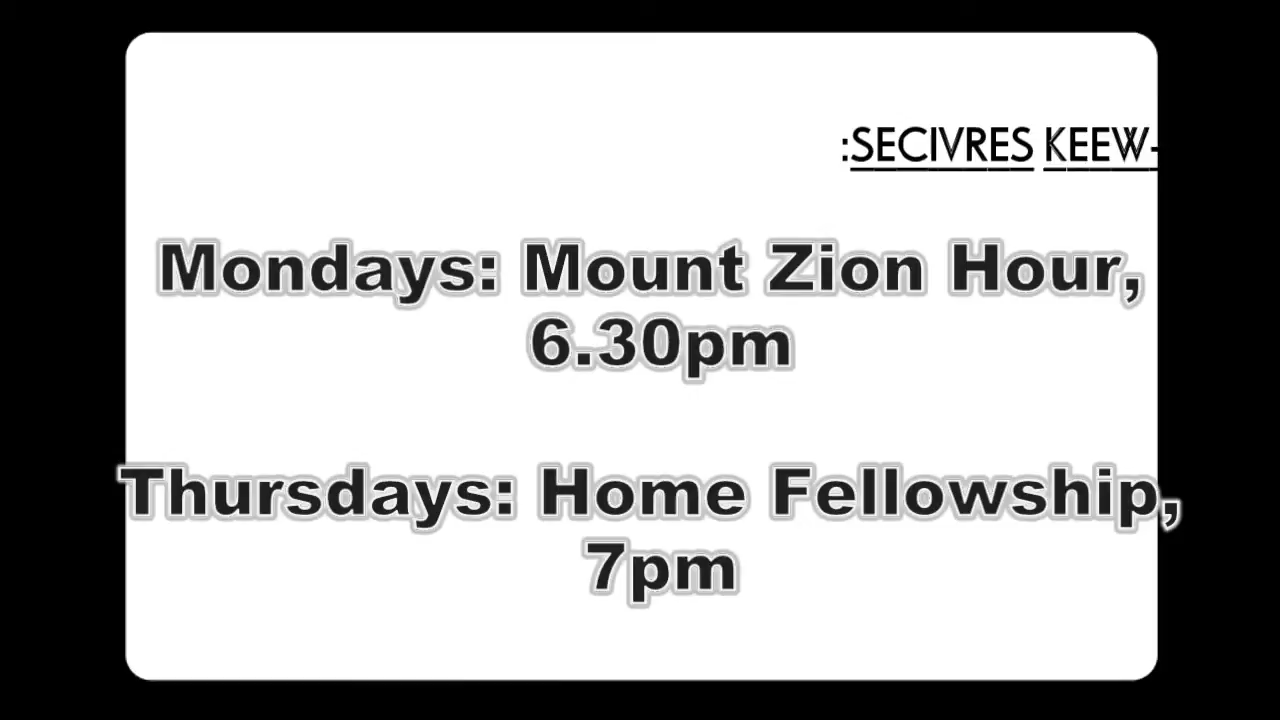 :SECIVRES KEEW-
Mondays: Mount Zion Hour,
6.30pm
Thursdays: Home Fellowship,
7pm